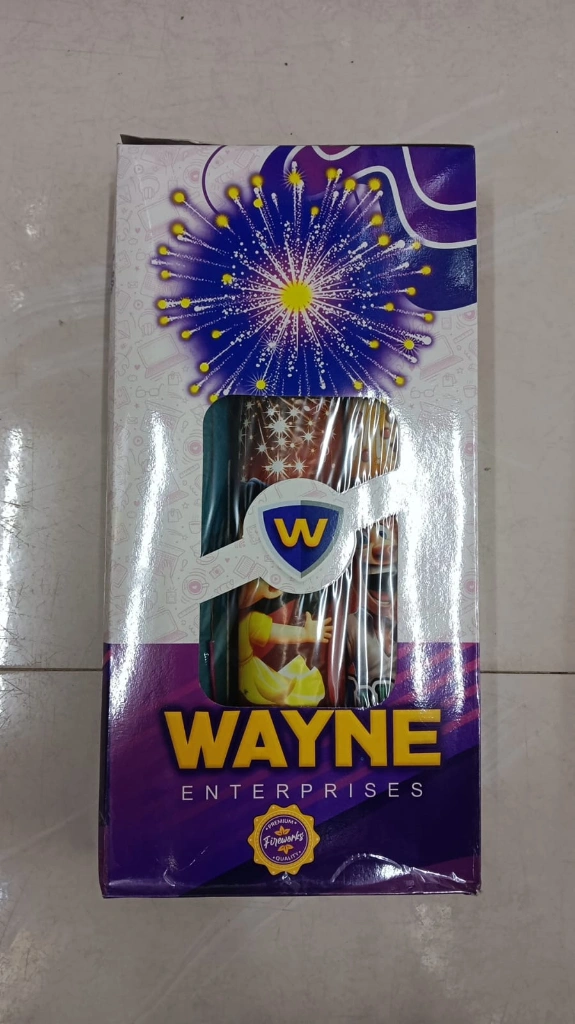 W
WAYNE
ENTERPRISES
PREMIUM
Fireworks
QUALITY